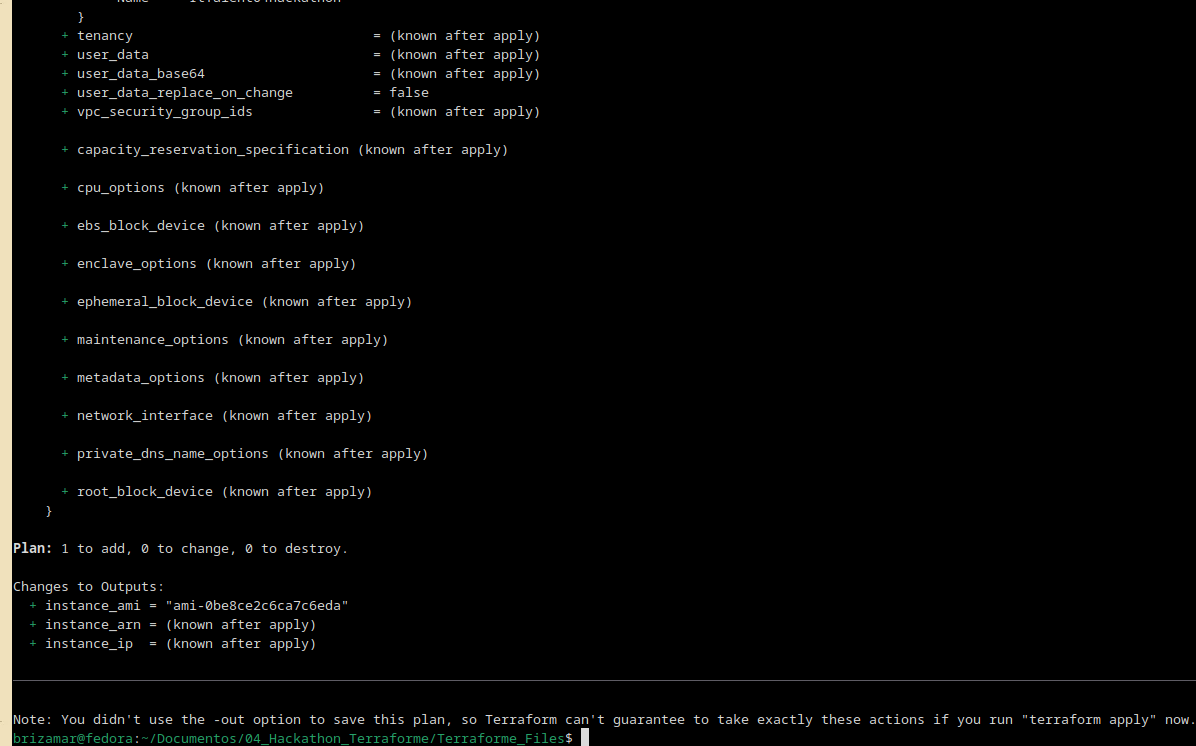 }
+ tenancy = (known after apply)
+ user_data = (known after apply)
+ user_data_base64 = (known after apply)
+ user_data_replace_on_change = false
+ vpc_security_group_ids = (known after apply)
+ capacity_reservation_specification (known after apply)
+ cpu_options (known after apply)
+ ebs_block_device (known after apply)
+ enclave_options (known after apply)
+ ephemeral_block_device (known after apply)
+ maintenance_options (known after apply)
+ metadata_options (known after apply)
+ network_interface (known after apply)
+ private_dns_name_options (known after apply)
+ root_block_device (known after apply)
}
Plan: 1 to add, 0 to change, 0 to destroy.
Changes to Outputs:
+ instance_ami = "ami-0be8ce2c6ca7c6eda"
+ instance_arn = (known after apply)
+ instance_ip = (known after apply)
Note: You didn't use the -out option to save this plan, so Terraform can't guarantee to take exactly these actions if you run "terraform apply" now.
brizamar@fedora:~/Documentos/04_Hackathon_Terraforme/Terraforme_Files$